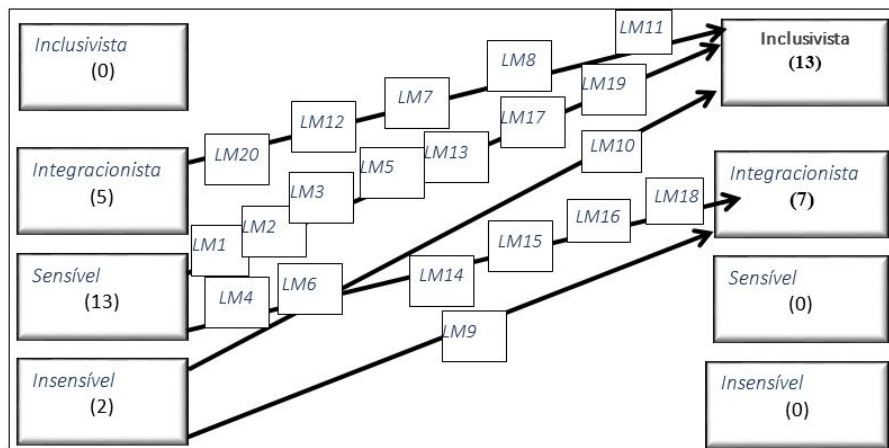 Inclusivista
(0)
Integracionista
(5)
Sensível
(13)
Insensível
(2)
LM20
LM12
LM7
LM8
LM11
LM1
LM2
LM3
LM5
LM13
LM17
LM19
LM10
LM4
LM6
LM14
LM15
LM16
LM18
LM9
Inclusivista
(13)
Integracionista
(7)
Sensível
(0)
Insensível
(0)